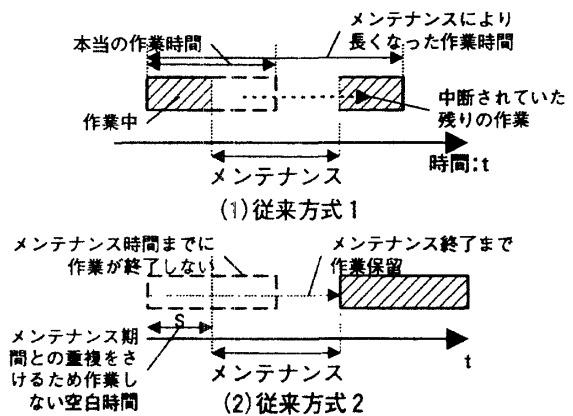 本当の作業時間
メンテナンスにより
長くなった作業時間
作業中
中断されていた
残りの作業
時間:t
メンテナンス
(1)従来方式1
メンテナンス時間までに
作業が終了しない
メンテナンス終了まで
作業保留
S
メンテナンス期
間との重複をさ
けるため作業し
ない空白時間
t
メンテナンス
(2)従来方式2